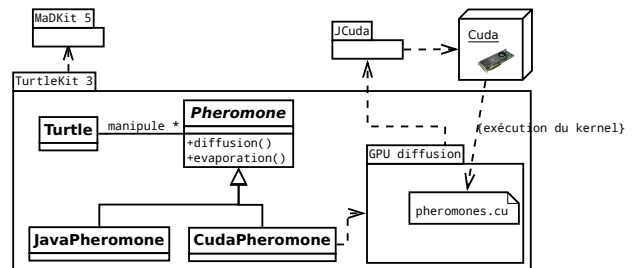 MaDKit 5
JCuda
Cuda
TurtleKit 3
Pheromone
Turtle
manipule *
+diffusion()
+evaporation()
{exécution du kernel}
GPU diffusion
pheromones.cu
JavaPheromone
CudaPheromone